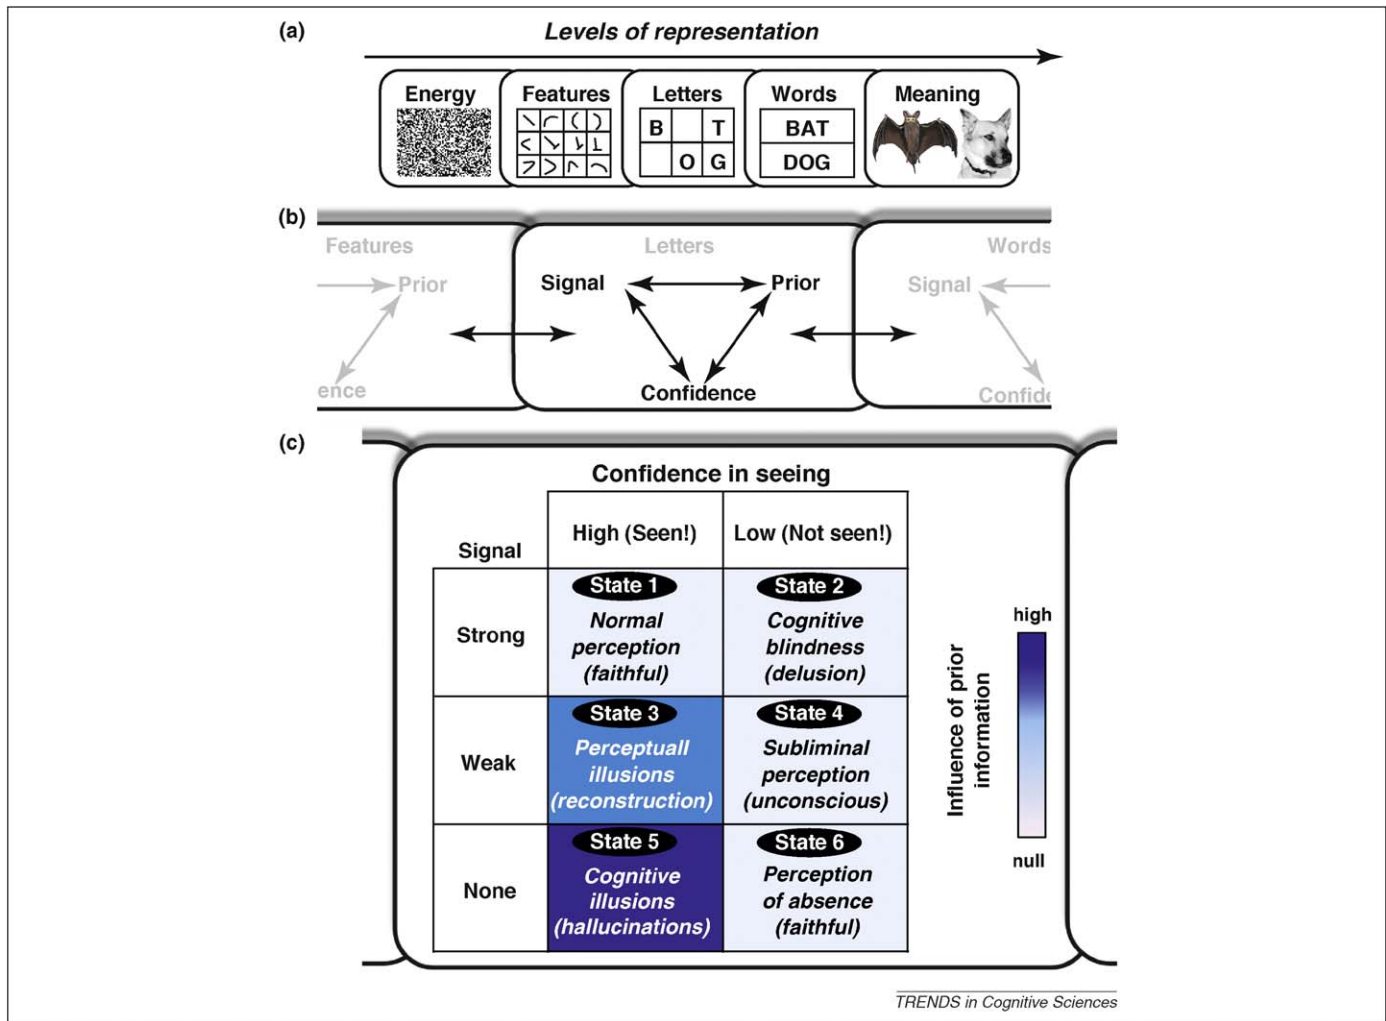 (a)
Levels of representation
Energy Features Letters Words Meaning
B T
O G
BAT
DOG
(b)
Features Letters Words
Signal Prior
Prior Signal
ence Confidence Confide
(c)
Confidence in seeing
Signal High (Seen!) Low (Not seen!)
Strong
State 1
Normal
perception
(faithful)
State 2
Cognitive
blindness
(delusion)
Weak
State 3
Perceptuall
illusions
(reconstruction)
State 4
Subliminal
perception
(unconscious)
None
State 5
Cognitive
illusions
(hallucinations)
State 6
Perception
of absence
(faithful)
high
Influence of prior
information
null
TRENDS in Cognitive Sciences